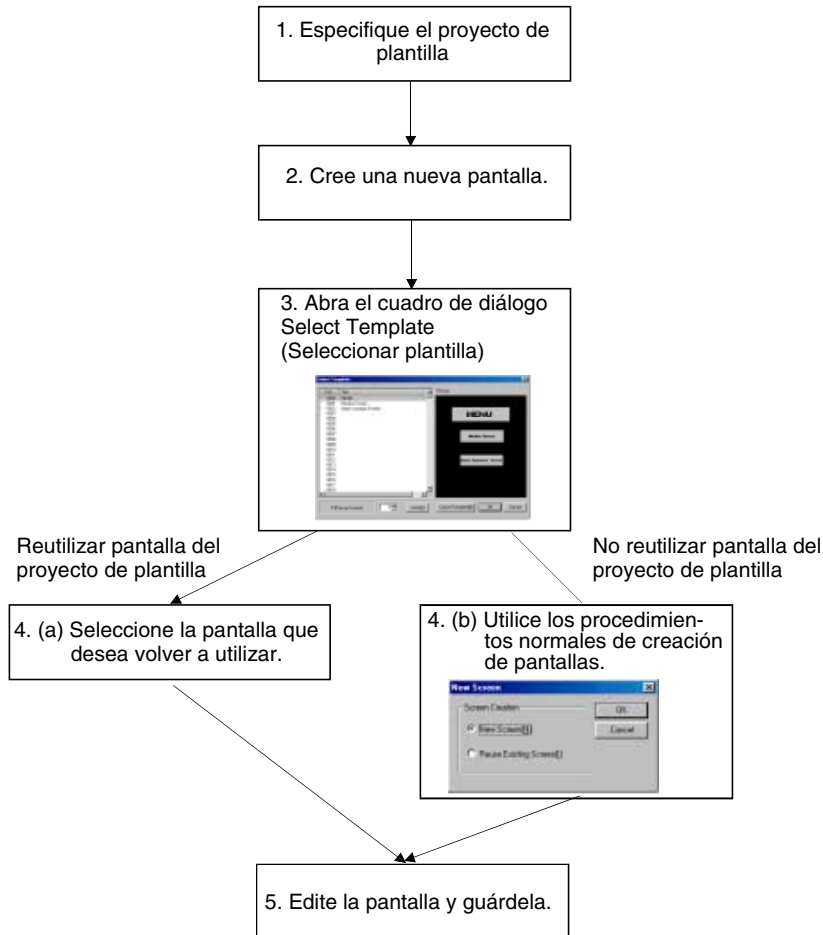 1. Especifique el proyecto de
plantilla
2. Cree una nueva pantalla.
3. Abra el cuadro de diálogo
Select Template
(Seleccionar plantilla)
MENU
Reutilizar pantalla del
proyecto de plantilla
No reutilizar pantalla del
proyecto de plantilla
4. (a) Seleccione la pantalla que
desea volver a utilizar.
4. (b) Utilice los procedimien-
tos normales de creación
de pantallas.
New Screen
Screen Creation
OK
New Screen
Cancel
Reuse Existing Screen
5. Edite la pantalla y guárdela.